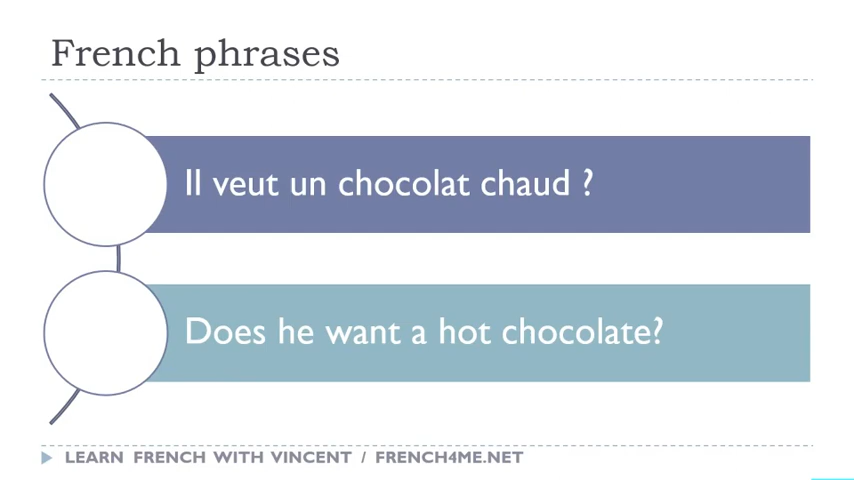 French phrases
Il veut un chocolat chaud ?
Does he want a hot chocolate?
LEARN FRENCH WITH VINCENT / FRENCH4ME.NET